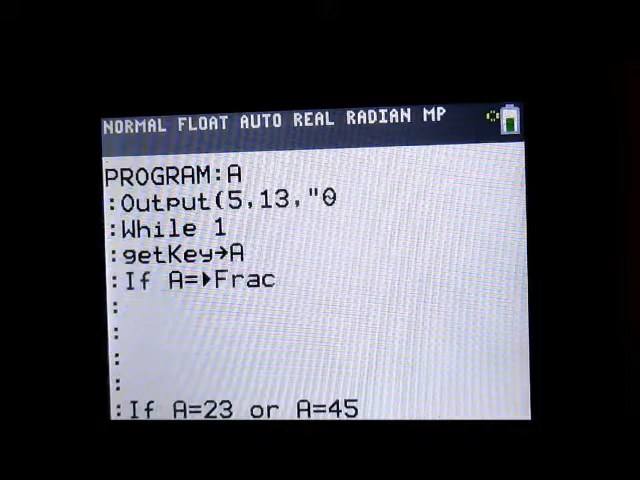 NORMAL FLOAT AUTO REAL RADIAN MP
PROGRAM:A
:Output(5,13,"0
:While 1
:getKey→A
:If A=►Frac
:
:
:
:
:If A=23 or A=45